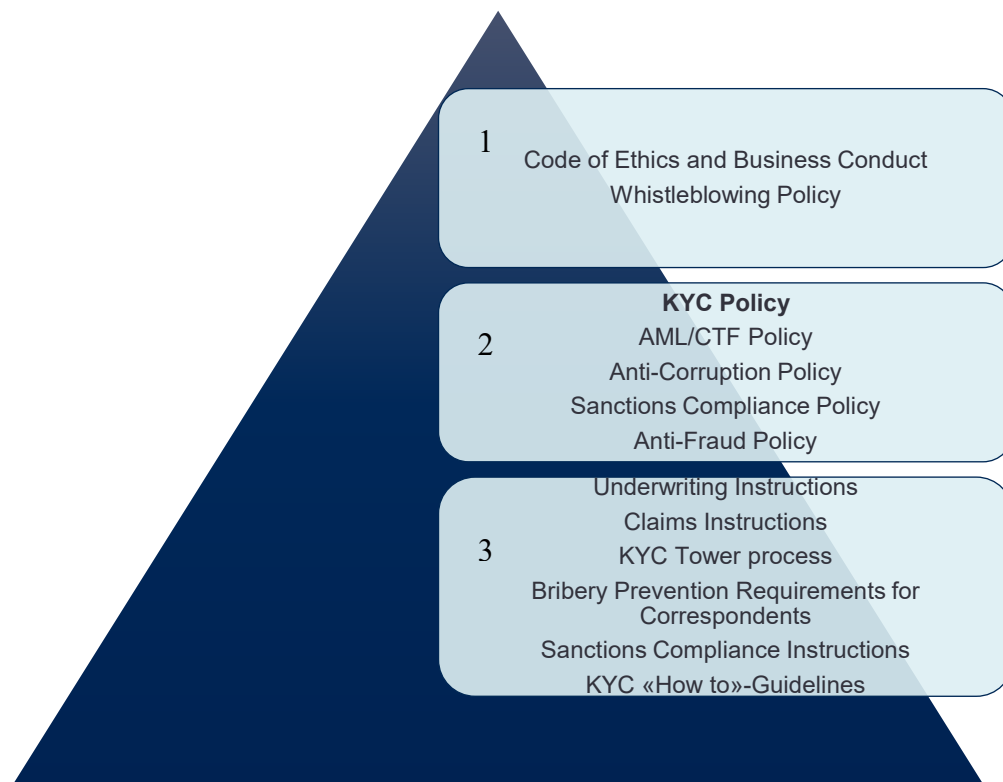 1
Code of Ethics and Business Conduct
Whistleblowing Policy
2
KYC Policy
AML/CTF Policy
Anti-Corruption Policy
Sanctions Compliance Policy
Anti-Fraud Policy
3
Underwriting Instructions
Claims Instructions
KYC Tower process
Bribery Prevention Requirements for
Correspondents
Sanctions Compliance Instructions
KYC «How to»-Guidelines